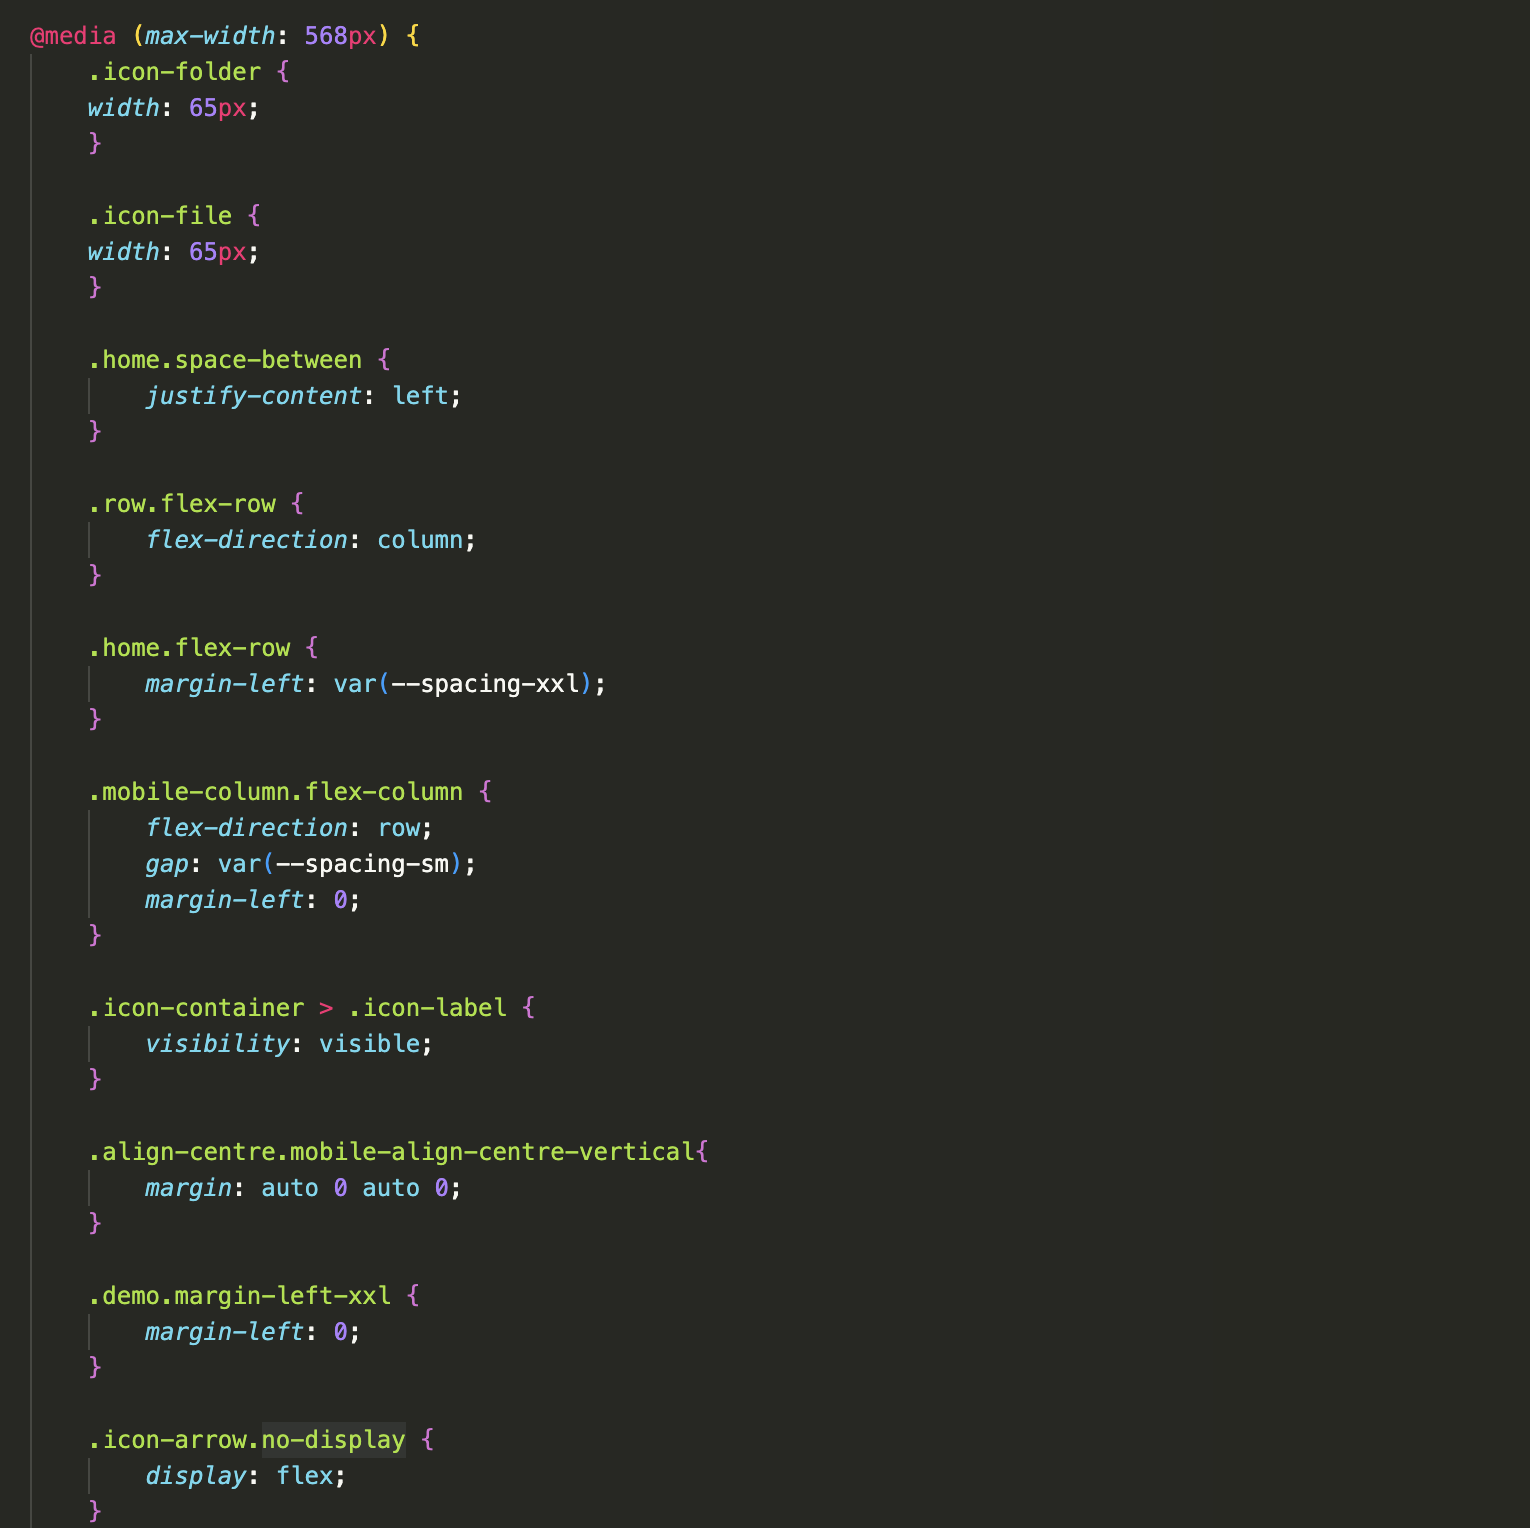 @media (max-width: 568px) {
    .icon-folder {
    width: 65px;
    }

    .icon-file {
    width: 65px;
    }

    .home.space-between {
        justify-content: left;
    }

    .row.flex-row {
        flex-direction: column;
    }

    .home.flex-row {
        margin-left: var(--spacing-xxl);
    }

    .mobile-column.flex-column {
        flex-direction: row;
        gap: var(--spacing-sm);
        margin-left: 0;
    }

    .icon-container > .icon-label {
        visibility: visible;
    }

    .align-centre.mobile-align-centre-vertical{
        margin: auto 0 auto 0;
    }

    .demo.margin-left-xxl {
        margin-left: 0;
    }

    .icon-arrow.no-display {
        display: flex;
    }